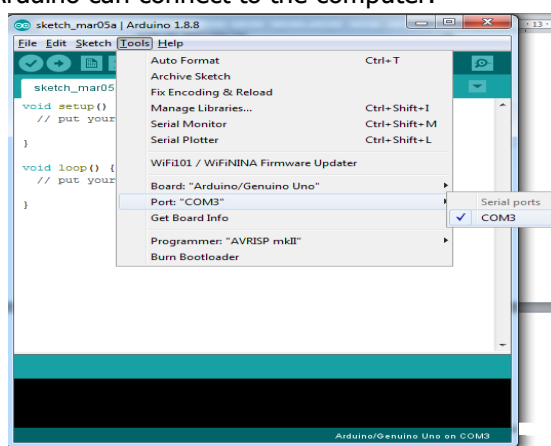 Arduino can connect to the computer.
sketch_mar05a | Arduino 1.8.8
File Edit Sketch Tools Help
sketch_mar05
void setup()
// put your
}
void loop() {
// put your
}
Auto Format Ctrl+T
Archive Sketch
Fix Encoding & Reload
Manage Libraries... Ctrl+Shift+I
Serial Monitor Ctrl+Shift+M
Serial Plotter Ctrl+Shift+L
WiFi101 / WiFiNINA Firmware Updater
Board: "Arduino/Genuino Uno"
Port: "COM3"
Get Board Info
Programmer: "AVRISP mkII"
Burn Bootloader
Serial ports
COM3
Arduino/Genuino Uno on COM3
· 13 ·